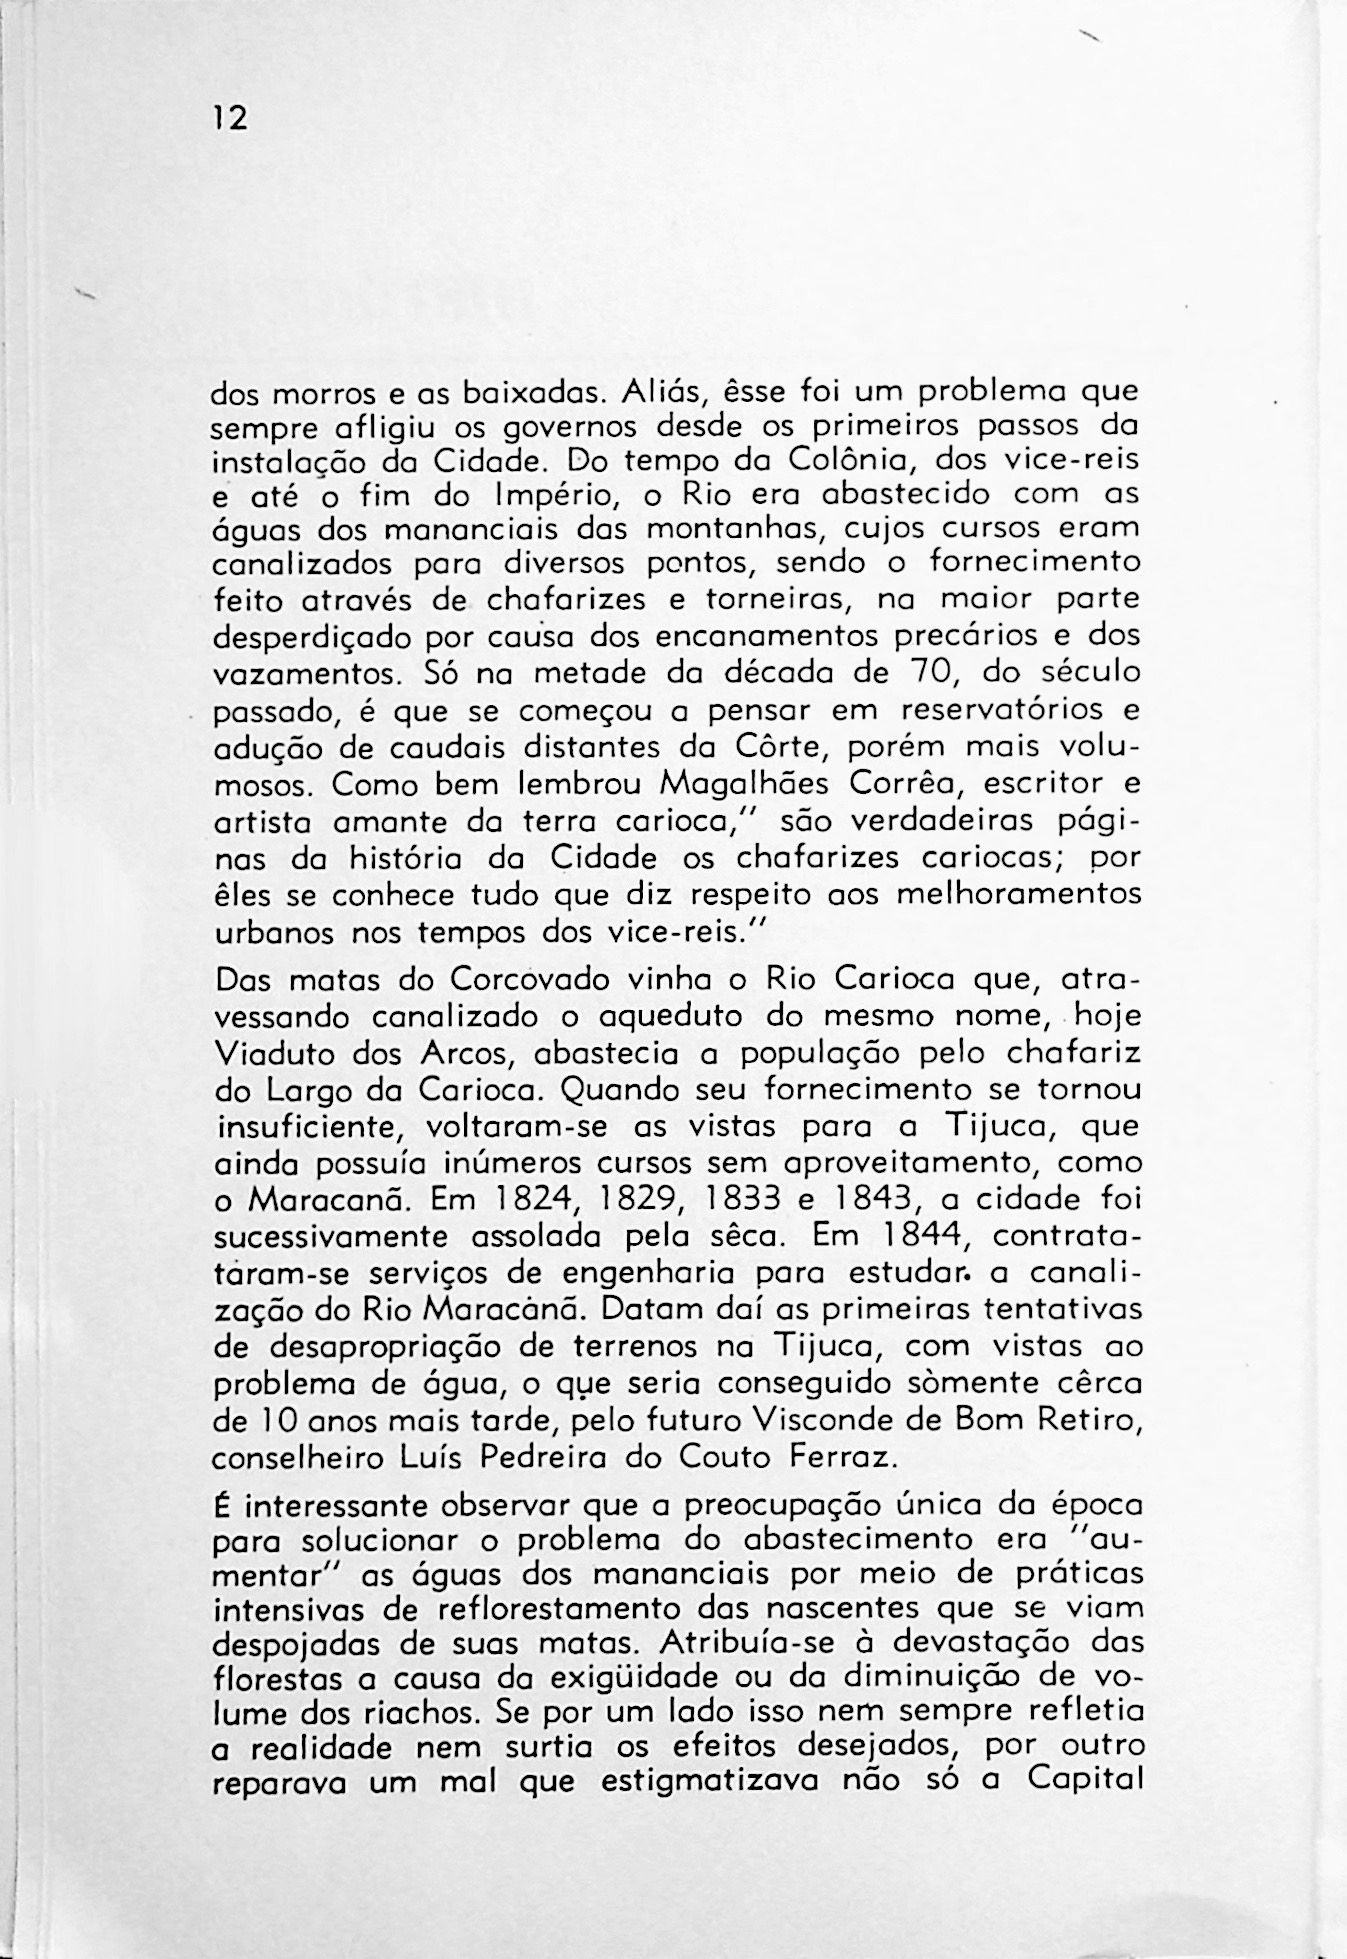 12
dos morros e as baixadas. Aliás, êsse foi um problema que
sempre afligiu os governos desde os primeiros passos da
instalação da Cidade. Do tempo da Colônia, dos vice-reis
e até o fim do Império, o Rio era abastecido com as
águas dos mananciais das montanhas, cujos cursos eram
canalizados para diversos pontos, sendo o fornecimento
feito através de chafarizes e torneiras, na maior parte
desperdiçado por causa dos encanamentos precários e dos
vazamentos. Só na metade da década de 70, do século
passado, é que se começou a pensar em reservatórios e
adução de caudais distantes da Côrte, porém mais volu-
mosos. Como bem lembrou Magalhães Corrêa, escritor e
artista amante da terra carioca," são verdadeiras pági-
nas da história da Cidade os chafarizes cariocas; por
êles se conhece tudo que diz respeito aos melhoramentos
urbanos nos tempos dos vice-reis."
Das matas do Corcovado vinha o Rio Carioca que, atra-
vessando canalizado o aqueduto do mesmo nome, hoje
Viaduto dos Arcos, abastecia a população pelo chafariz
do Largo da Carioca. Quando seu fornecimento se tornou
insuficiente, voltaram-se as vistas para a Tijuca, que
ainda possuía inúmeros cursos sem aproveitamento, como
o Maracanã. Em 1824, 1829, 1833 e 1843, a cidade foi
sucessivamente assolada pela sêca. Em 1844, contrata-
taram-se serviços de engenharia para estudar. a canali-
zação do Rio Maracanã. Datam daí as primeiras tentativas
de desapropriação de terrenos na Tijuca, com vistas ao
problema de água, o que seria conseguido sòmente cêrca
de 10 anos mais tarde, pelo futuro Visconde de Bom Retiro,
conselheiro Luís Pedreira do Couto Ferraz.
É interessante observar que a preocupação única da época
para solucionar o problema do abastecimento era "au-
mentar" as águas dos mananciais por meio de práticas
intensivas de reflorestamento das nascentes que se viam
despojadas de suas matas. Atribuía-se à devastação das
florestas a causa da exigüidade ou da diminuição de vo-
lume dos riachos. Se por um lado isso nem sempre refletia
a realidade nem surtia os efeitos desejados, por outro
reparava um mal que estigmatizava não só a Capital